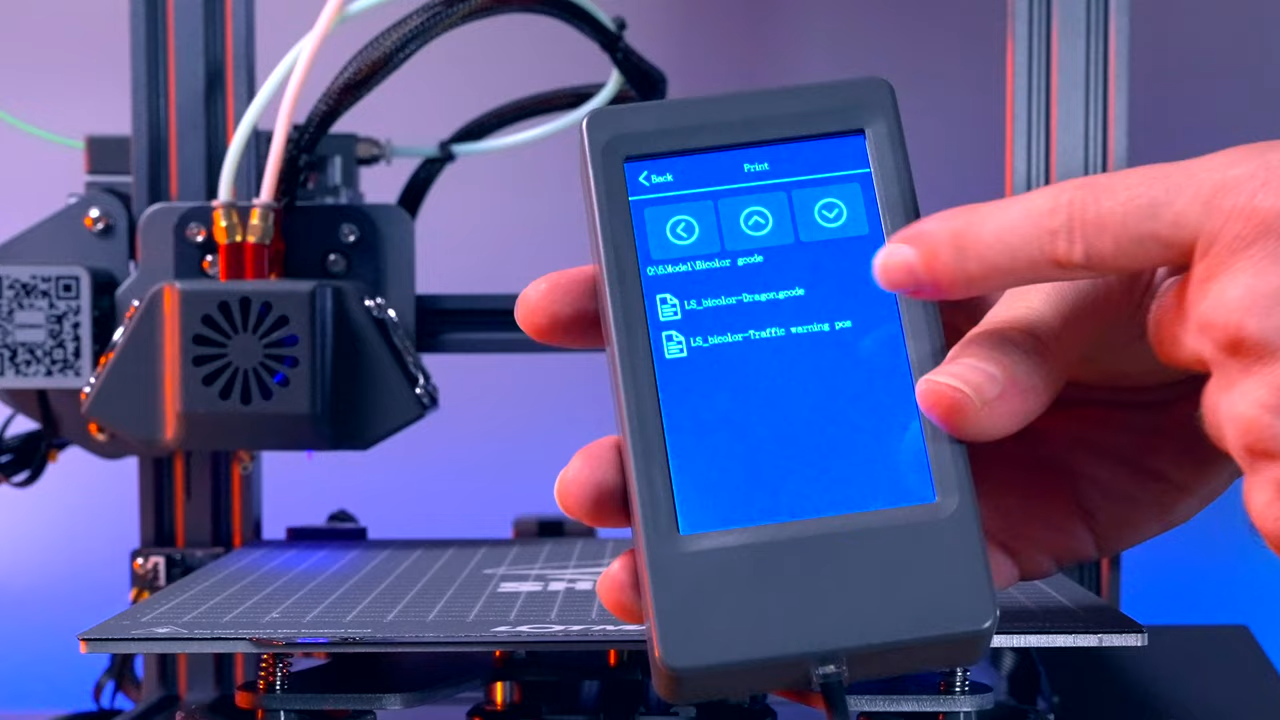 Back
Print
0:\5.Model\Bicolor gcode
LS_bicolor-Dragon.gcode
LS_bicolor-Traffic warning pos